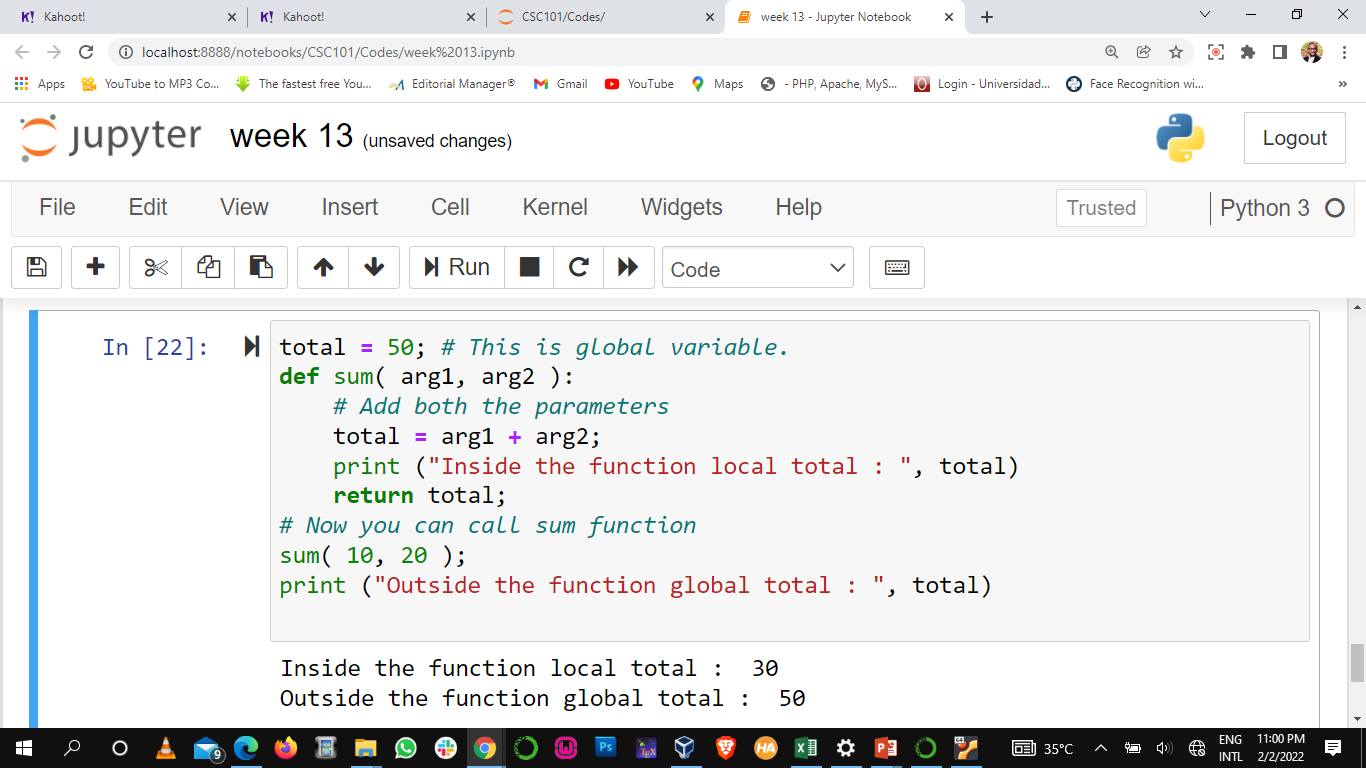 Kahoot!
Kahoot!
CSC101/Codes/
week 13 - Jupyter Notebook
localhost:8888/notebooks/CSC101/Codes/week%2013.ipynb
Apps
YouTube to MP3 Co...
The fastest free You...
Editorial Manager®
Gmail
YouTube
Maps
- PHP, Apache, MyS...
Login - Universidad...
Face Recognition wi...
»
jupyter week 13 (unsaved changes)
Logout
File Edit View Insert Cell Kernel Widgets Help
Trusted
Python 3
Run
Code
In [22]:
total = 50; # This is global variable.
def sum( arg1, arg2 ):
    # Add both the parameters
    total = arg1 + arg2;
    print ("Inside the function local total : ", total)
    return total;
# Now you can call sum function
sum( 10, 20 );
print ("Outside the function global total : ", total)
Inside the function local total :  30
Outside the function global total :  50
9
Ps
HA
35°C
ENG
INTL
11:00 PM
2/2/2022